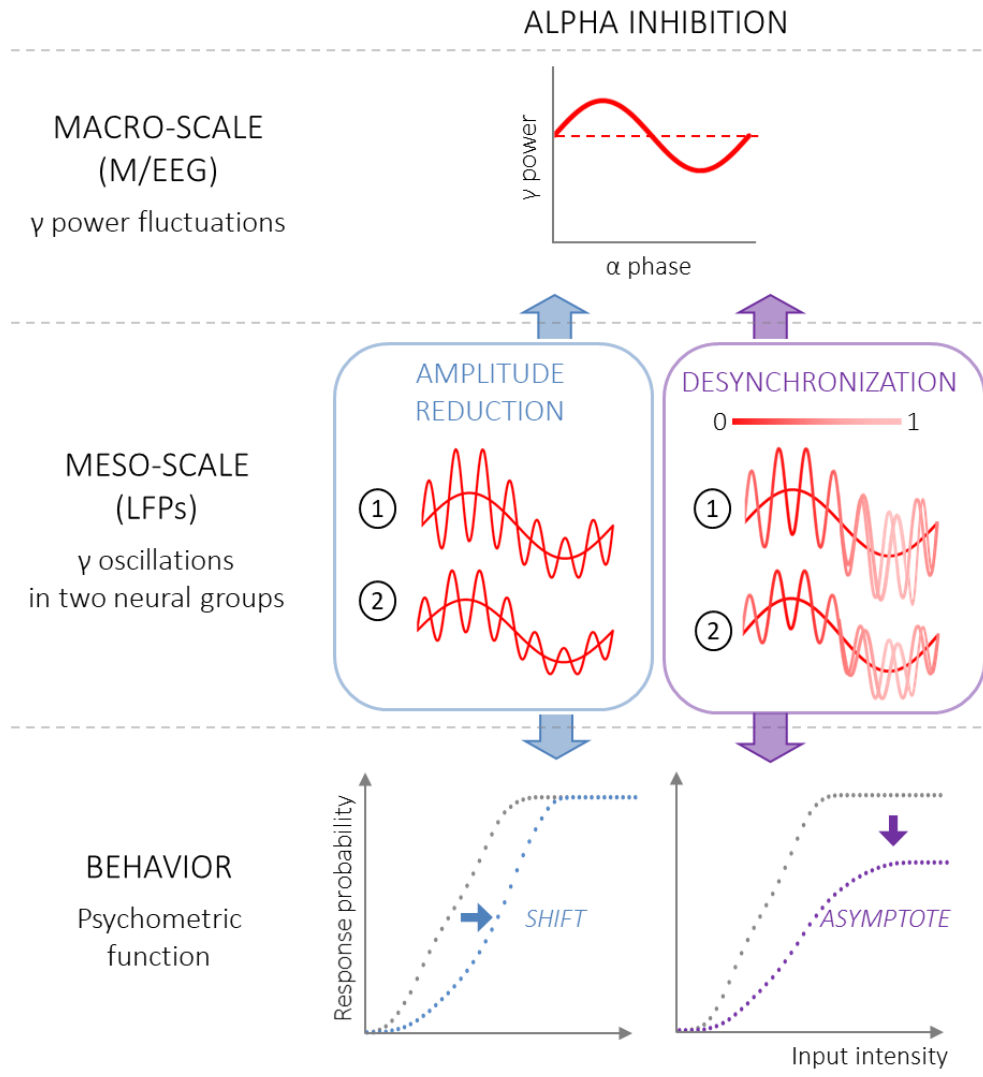 ALPHA INHIBITION
MACRO-SCALE
(M/EEG)
γ power fluctuations
γ power
α phase
MESO-SCALE
(LFPs)
γ oscillations
in two neural groups
AMPLITUDE
REDUCTION
1
2
DESYNCHRONIZATION
0 1
1
2
BEHAVIOR
Psychometric
function
Response probability
SHIFT
ASYMPTOTE
Input intensity